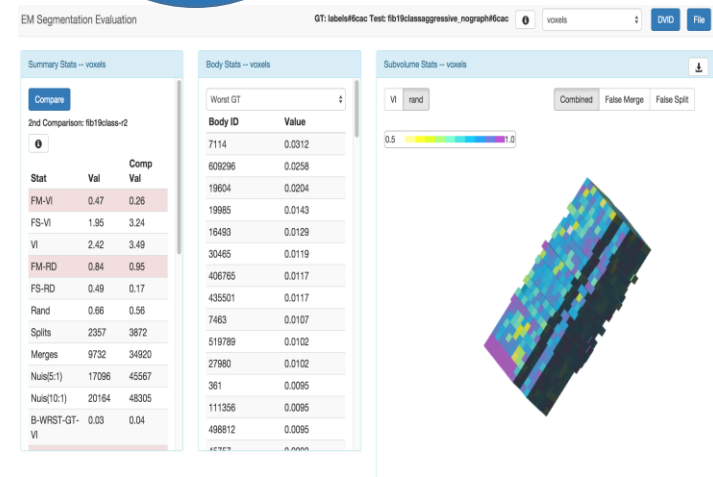 EM Segmentation Evaluation
GT: labels#6cac Test: fib19classaggressive_nograph#6cac
voxels
DVID
File
Summary Stats -- voxels
Compare
2nd Comparison: fib19class-r2
Stat Val Comp Val
FM-VI 0.47 0.26
FS-VI 1.95 3.24
VI 2.42 3.49
FM-RD 0.84 0.95
FS-RD 0.49 0.17
Rand 0.66 0.56
Splits 2357 3872
Merges 9732 34920
Nuis(5:1) 17096 45567
Nuis(10:1) 20164 48305
B-WRST-GT-VI 0.03 0.04
Body Stats -- voxels
Worst GT
Body ID Value
7114 0.0312
609296 0.0258
19604 0.0204
19985 0.0143
16493 0.0129
30465 0.0119
406765 0.0117
435501 0.0117
7463 0.0107
519789 0.0102
27980 0.0102
361 0.0095
111356 0.0095
498812 0.0095
Subvolume Stats -- voxels
VI rand
Combined False Merge False Split
0.5 1.0